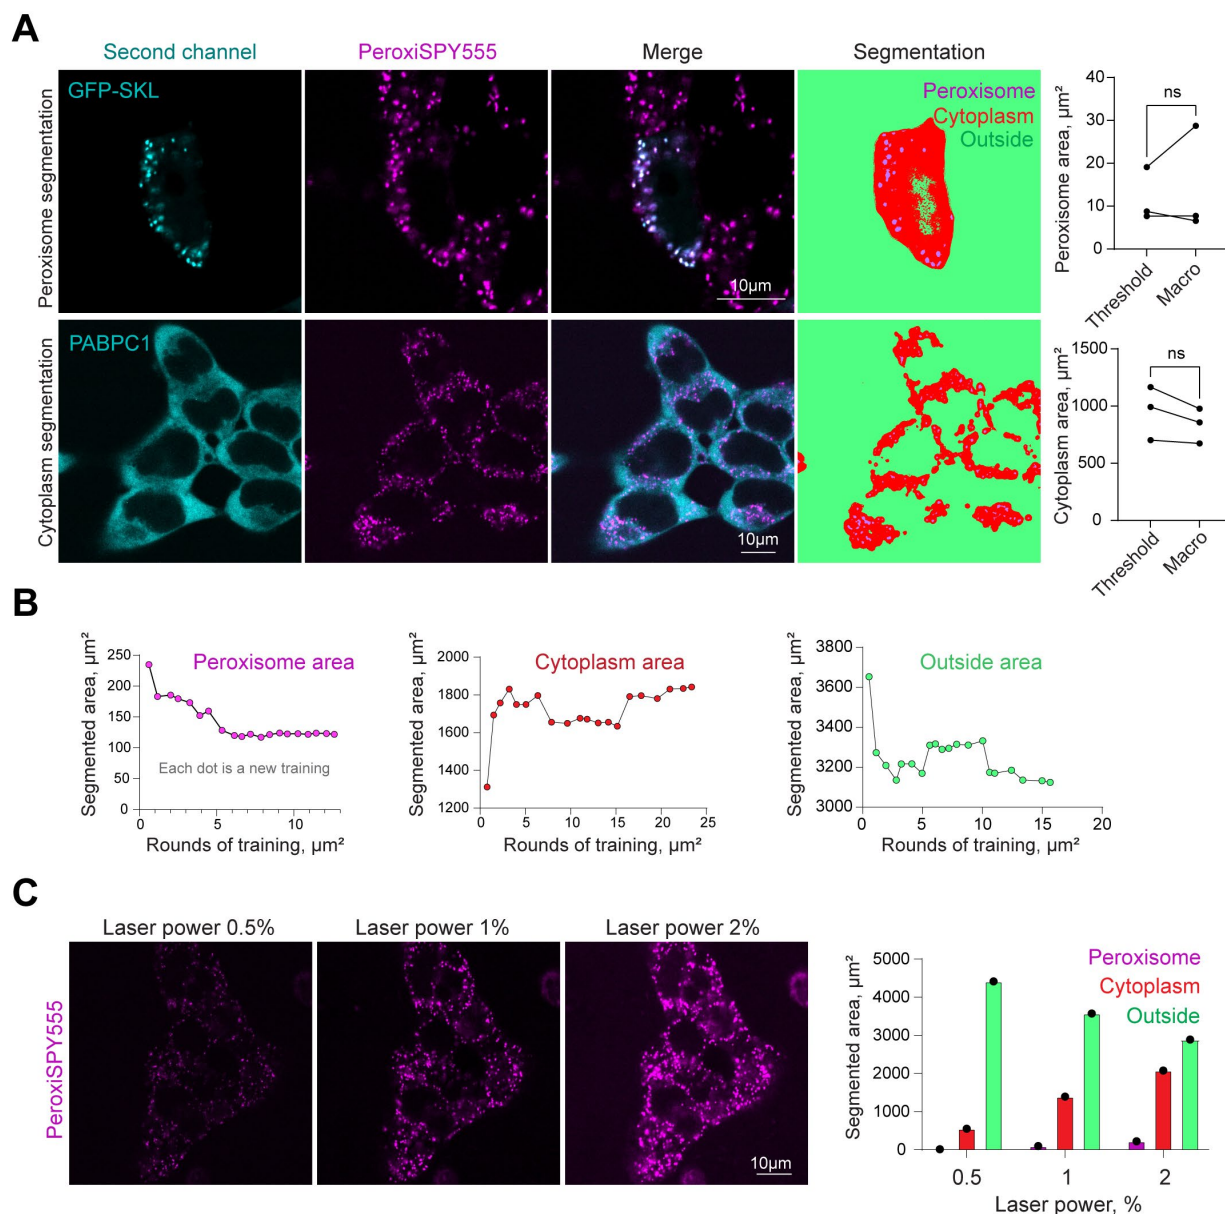 A
Second channel
PeroxiSPY555
Merge
Segmentation
Peroxisome segmentation
GFP-SKL
10µm
Peroxisome
Cytoplasm
Outside
Peroxisome area, µm²
40
30
20
10
0
ns
Threshold
Macro
Cytoplasm segmentation
PABPC1
10µm
Cytoplasm area, µm²
1500
1000
500
0
ns
Threshold
Macro
B
Segmented area, µm²
250
200
150
100
50
0
Peroxisome area
Each dot is a new training
0 5 10
Rounds of training, µm²
Segmented area, µm²
2000
1800
1600
1400
1200
Cytoplasm area
0 5 10 15 20 25
Rounds of training, µm²
Segmented area, µm²
3800
3600
3400
3200
3000
Outside area
0 5 10 15 20
Rounds of training, µm²
C
Laser power 0.5%
Laser power 1%
Laser power 2%
PeroxiSPY555
10µm
Segmented area, µm²
5000
4000
3000
2000
1000
0
Peroxisome
Cytoplasm
Outside
0.5 1 2
Laser power, %